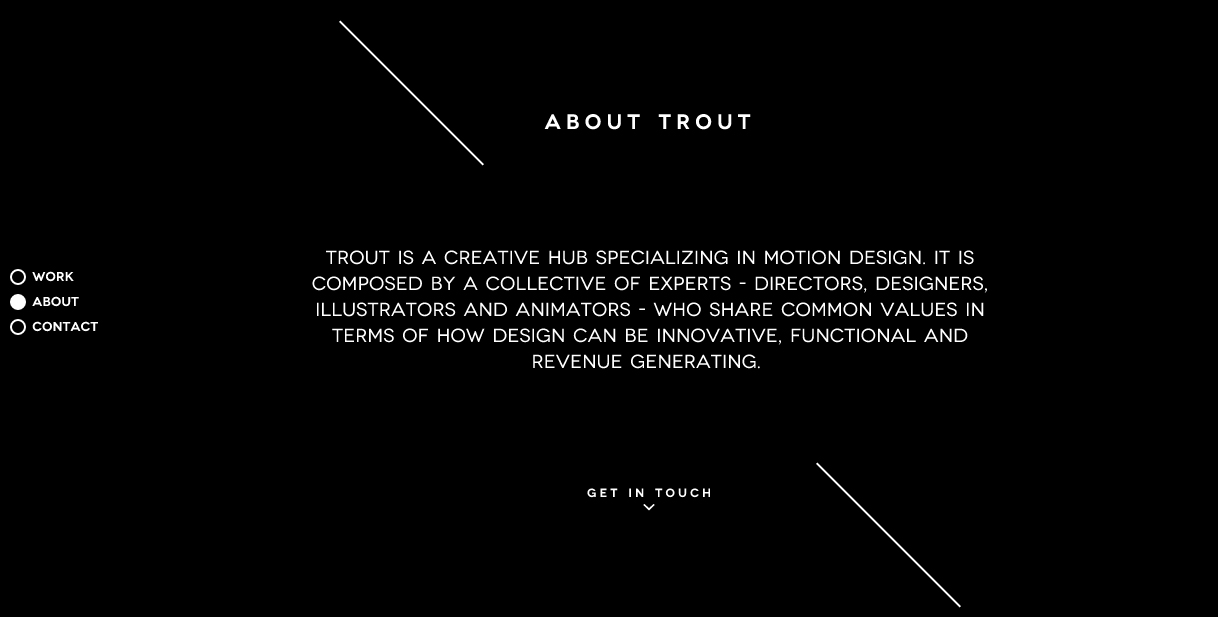 ABOUT TROUT
TROUT IS A CREATIVE HUB SPECIALIZING IN MOTION DESIGN. IT IS
COMPOSED BY A COLLECTIVE OF EXPERTS - DIRECTORS, DESIGNERS,
ILLUSTRATORS AND ANIMATORS - WHO SHARE COMMON VALUES IN
TERMS OF HOW DESIGN CAN BE INNOVATIVE, FUNCTIONAL AND
REVENUE GENERATING.
WORK
ABOUT
CONTACT
GET IN TOUCH